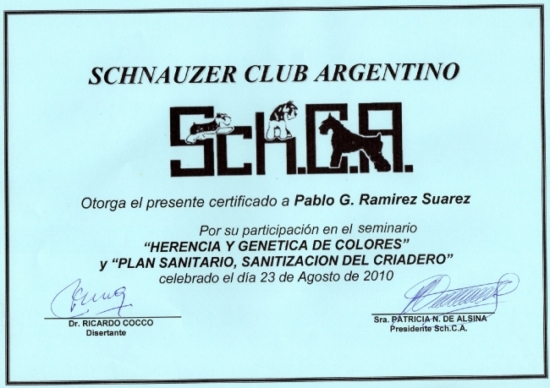 SCHNAUZER CLUB ARGENTINO
Sch.C.A.
Otorga el presente certificado a Pablo G. Ramirez Suarez
Por su participación en el seminario
“HERENCIA Y GENETICA DE COLORES”
y “PLAN SANITARIO, SANITIZACION DEL CRIADERO”
celebrado el día 23 de Agosto de 2010
Dr. RICARDO COCCO
Disertante
Sra. PATRICIA N. DE ALSINA
Presidente Sch.C.A.